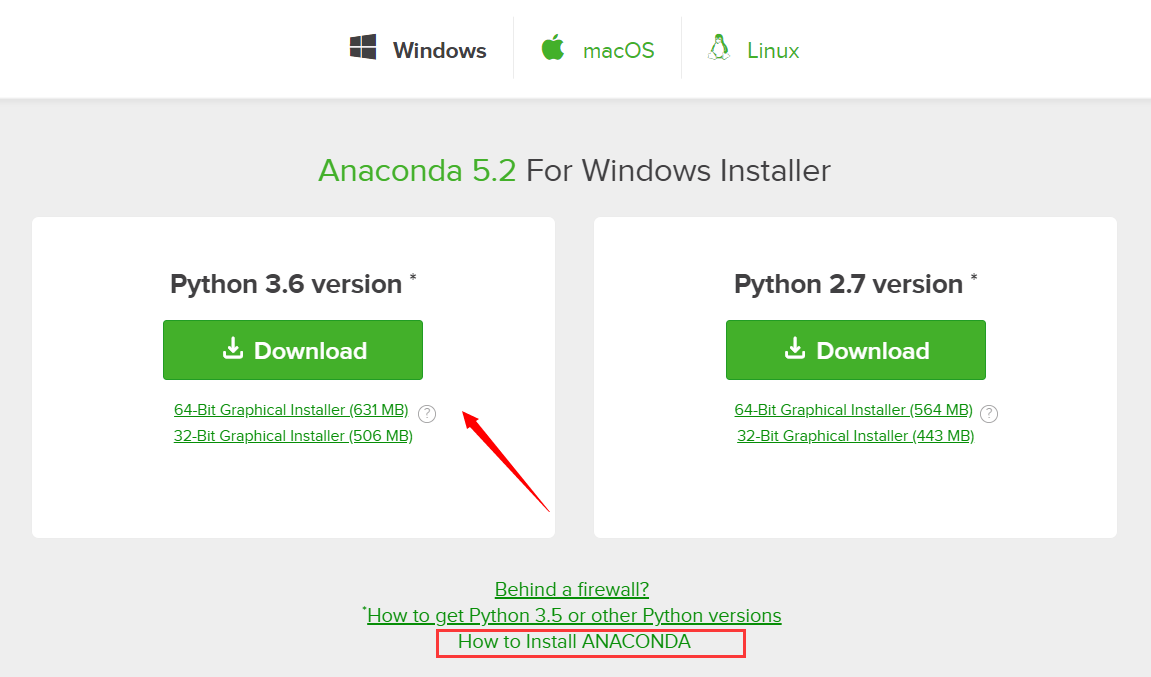 Windows
macOS
Linux
Anaconda 5.2 For Windows Installer
Python 3.6 version *
Download
64-Bit Graphical Installer (631 MB) ?
32-Bit Graphical Installer (506 MB)
Python 2.7 version *
Download
64-Bit Graphical Installer (564 MB) ?
32-Bit Graphical Installer (443 MB)
Behind a firewall?
*How to get Python 3.5 or other Python versions
How to Install ANACONDA